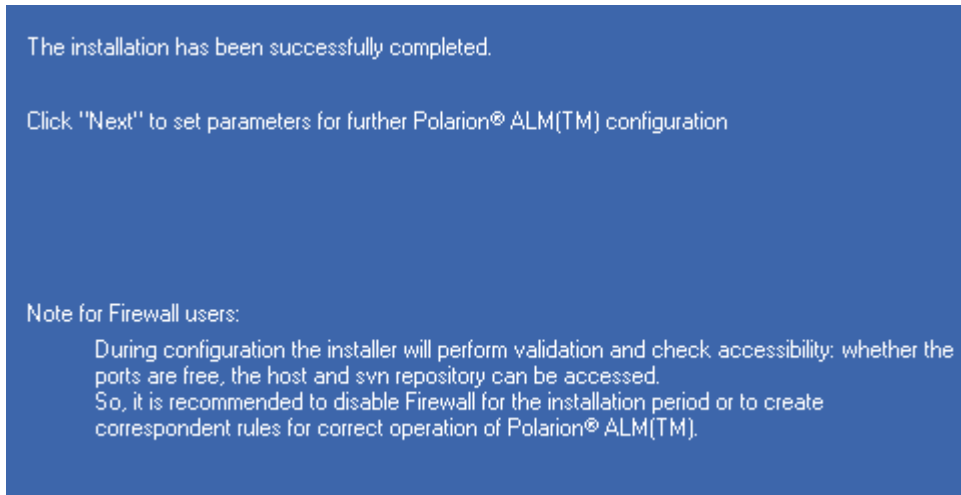 The installation has been successfully completed.
Click "Next" to set parameters for further Polarion® ALM(TM) configuration
Note for Firewall users:
During configuration the installer will perform validation and check accessibility: whether the
ports are free, the host and svn repository can be accessed.
So, it is recommended to disable Firewall for the installation period or to create
correspondent rules for correct operation of Polarion® ALM(TM).